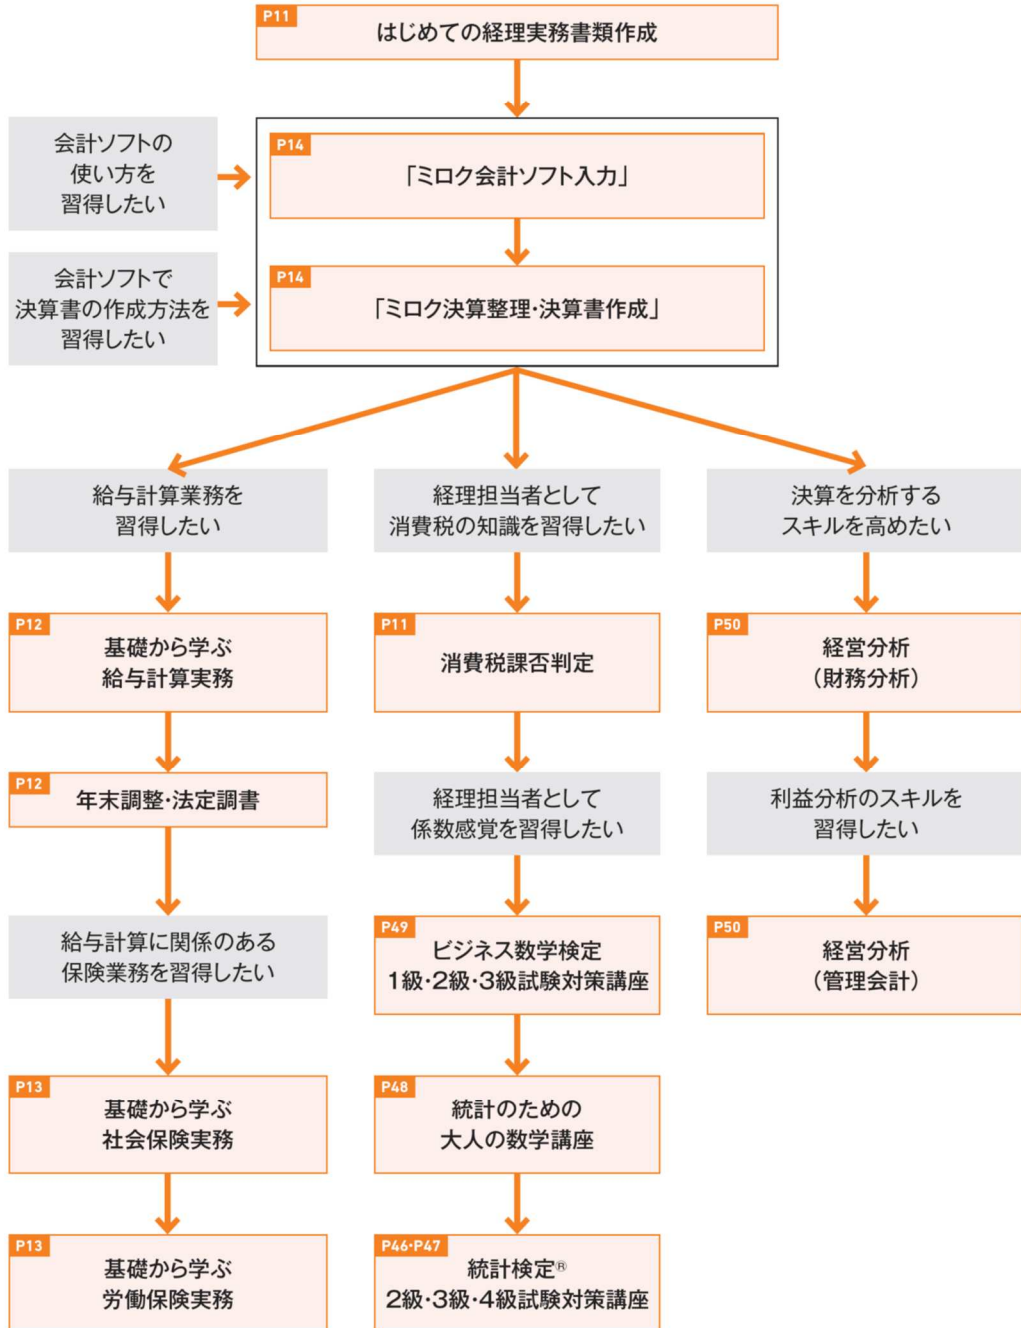 P11
はじめての経理実務書類作成
会計ソフトの
使い方を
習得したい
P14
「ミロク会計ソフト入力」
会計ソフトで
決算書の作成方法を
習得したい
P14
「ミロク決算整理・決算書作成」
給与計算業務を
習得したい
P12
基礎から学ぶ
給与計算実務
P12
年末調整・法定調書
給与計算に関係のある
保険業務を習得したい
P13
基礎から学ぶ
社会保険実務
P13
基礎から学ぶ
労働保険実務
経理担当者として
消費税の知識を習得したい
P11
消費税課否判定
経理担当者として
係数感覚を習得したい
P49
ビジネス数学検定
1級・2級・3級試験対策講座
P48
統計のための
大人の数学講座
P46・P47
統計検定®
2級・3級・4級試験対策講座
決算を分析する
スキルを高めたい
P50
経営分析
(財務分析)
利益分析のスキルを
習得したい
P50
経営分析
(管理会計)